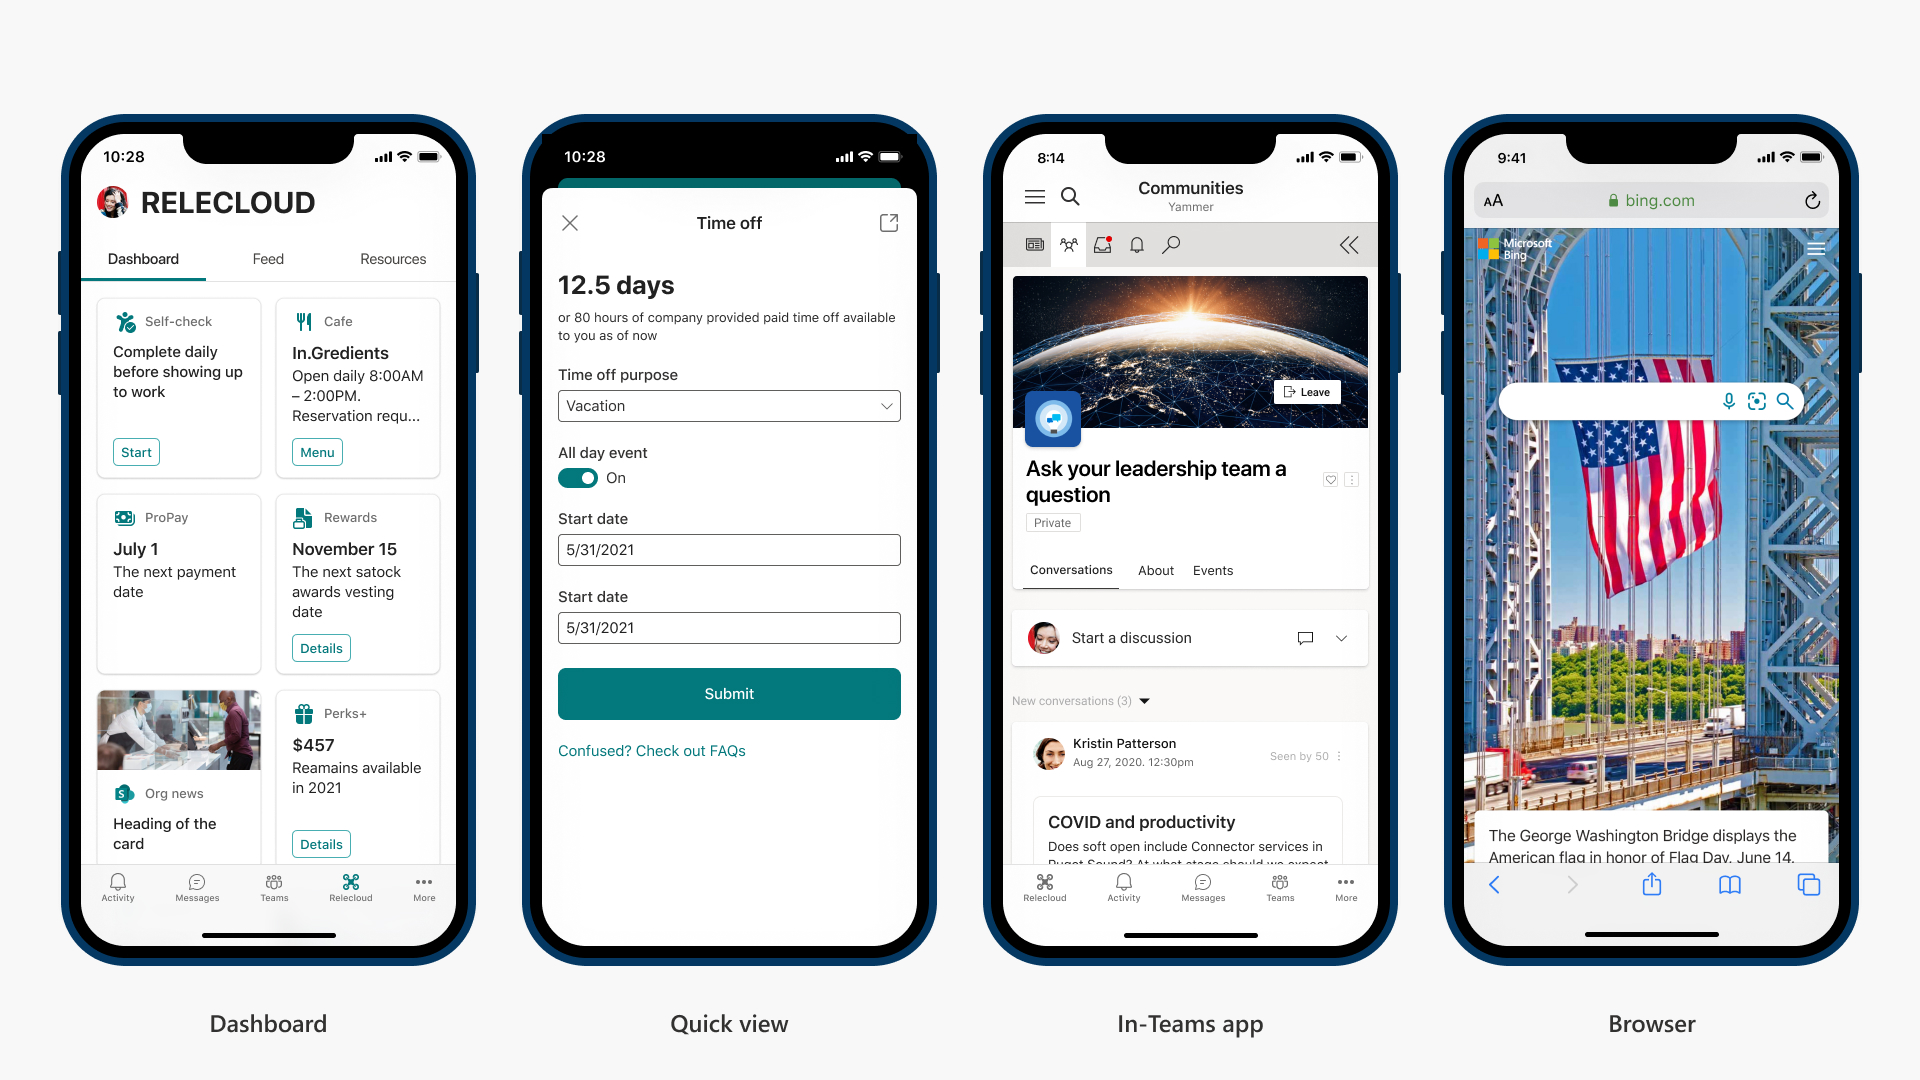 10:28
RELECLOUD
Dashboard
Feed
Resources
Self-check
Complete daily
before showing up
to work
Start
Cafe
In.Gredients
Open daily 8:00AM
– 2:00PM.
Reservation requ...
Menu
ProPay
July 1
The next payment
date
Rewards
November 15
The next satock
awards vesting
date
Details
Org news
Heading of the
card
Perks+
$457
Reamains available
in 2021
Details
Activity
Messages
Teams
Relecloud
More
Dashboard
10:28
Time off
12.5 days
or 80 hours of company provided paid time off available
to you as of now
Time off purpose
Vacation
All day event
On
Start date
5/31/2021
Start date
5/31/2021
Submit
Confused? Check out FAQs
Quick view
8:14
Communities
Yammer
Leave
Ask your leadership team a
question
Private
Conversations
About
Events
Start a discussion
New conversations (3)
Kristin Patterson
Aug 27, 2020. 12:30pm
Seen by 50
COVID and productivity
Does soft open include Connector services in
Puget Sound? At what stage should we expect
Relecloud
Activity
Messages
Teams
More
In-Teams app
9:41
AA
bing.com
Microsoft
Bing
The George Washington Bridge displays the
American flag in honor of Flag Day, June 14,
Browser